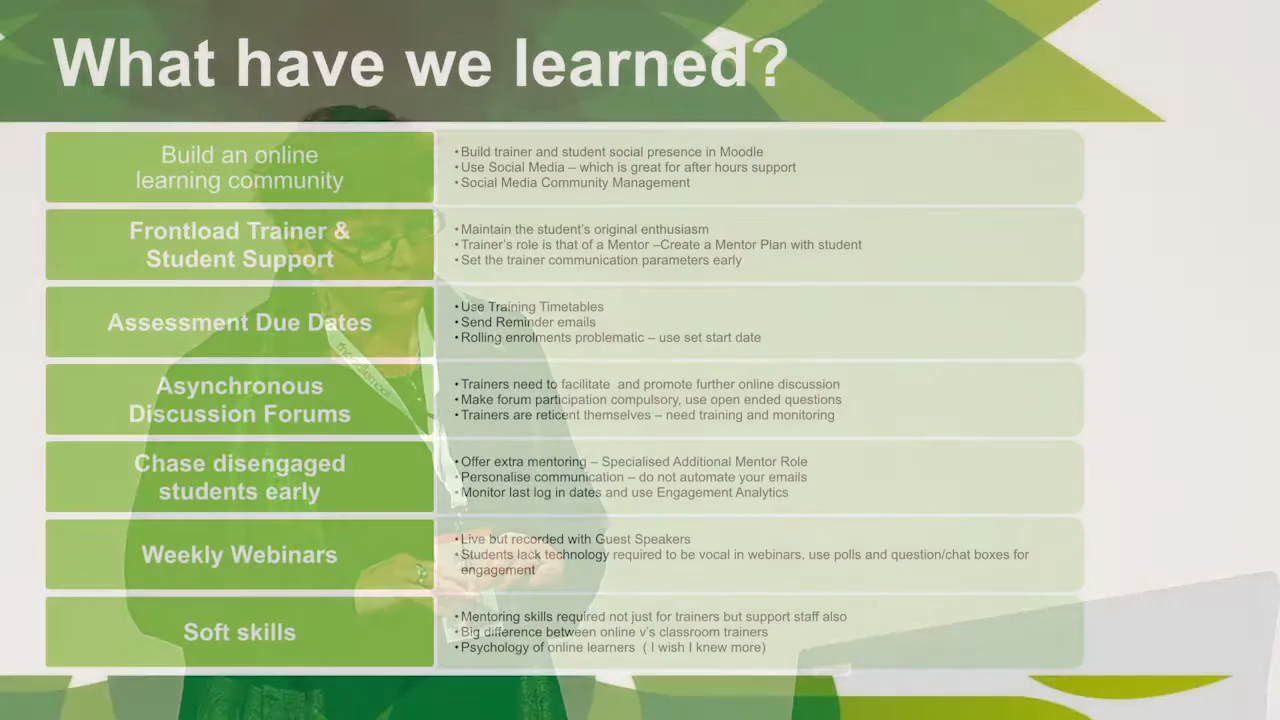 What have we learned?
Build an online
learning community
•Build trainer and student social presence in Moodle
•Use Social Media – which is great for after hours support
•Social Media Community Management
Frontload Trainer &
Student Support
•Maintain the student's original enthusiasm
•Trainer's role is that of a Mentor –Create a Mentor Plan with student
•Set the trainer communication parameters early
Assessment Due Dates
•Use Training Timetables
•Send Reminder emails
•Rolling enrolments problematic – use set start date
Asynchronous
Discussion Forums
•Trainers need to facilitate  and promote further online discussion
•Make forum participation compulsory, use open ended questions
•Trainers are reticent themselves – need training and monitoring
Chase disengaged
students early
•Offer extra mentoring – Specialised Additional Mentor Role
•Personalise communication – do not automate your emails
•Monitor last log in dates and use Engagement Analytics
Weekly Webinars
•Live but recorded with Guest Speakers
•Students lack technology required to be vocal in webinars, use polls and question/chat boxes for
engagement
Soft skills
•Mentoring skills required not just for trainers but support staff also
•Big difference between online v's classroom trainers
•Psychology of online learners  ( I wish I knew more)
moodlemoot